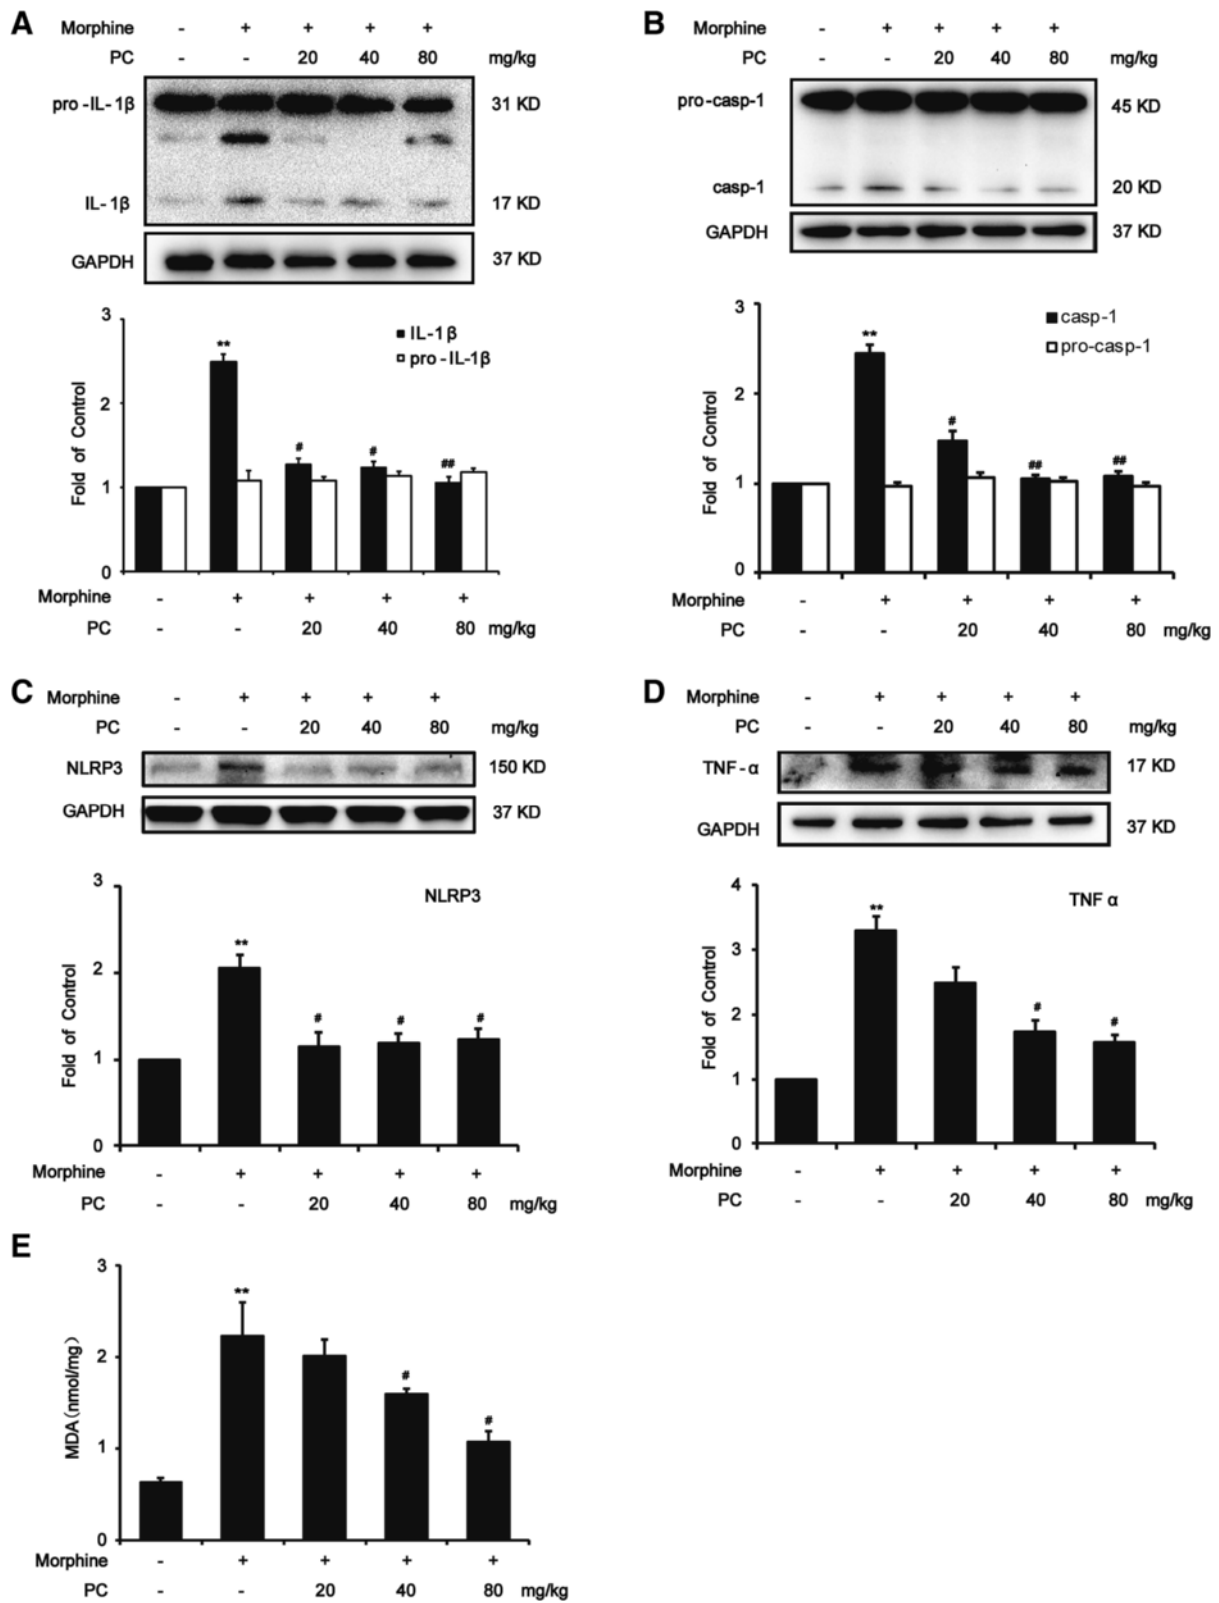 A
Morphine - + + + +
PC - - 20 40 80 mg/kg
pro-IL-1β 31 KD
IL-1β 17 KD
GAPDH 37 KD
3
2
1
0
Fold of Control
**
#
#
##
IL-1β
pro-IL-1β
Morphine - + + + +
PC - - 20 40 80 mg/kg
B
Morphine - + + + +
PC - - 20 40 80 mg/kg
pro-casp-1 45 KD
casp-1 20 KD
GAPDH 37 KD
3
2
1
0
Fold of Control
**
#
##
##
casp-1
pro-casp-1
Morphine - + + + +
PC - - 20 40 80 mg/kg
C
Morphine - + + + +
PC - - 20 40 80 mg/kg
NLRP3 150 KD
GAPDH 37 KD
3
2
1
0
Fold of Control
NLRP3
**
#
#
#
Morphine - + + + +
PC - - 20 40 80 mg/kg
D
Morphine - + + + +
PC - - 20 40 80 mg/kg
TNF-α 17 KD
GAPDH 37 KD
4
3
2
1
0
Fold of Control
TNF α
**
#
#
Morphine - + + + +
PC - - 20 40 80 mg/kg
E
3
2
1
0
MDA(nmol/mg)
**
#
#
Morphine - + + + +
PC - - 20 40 80 mg/kg